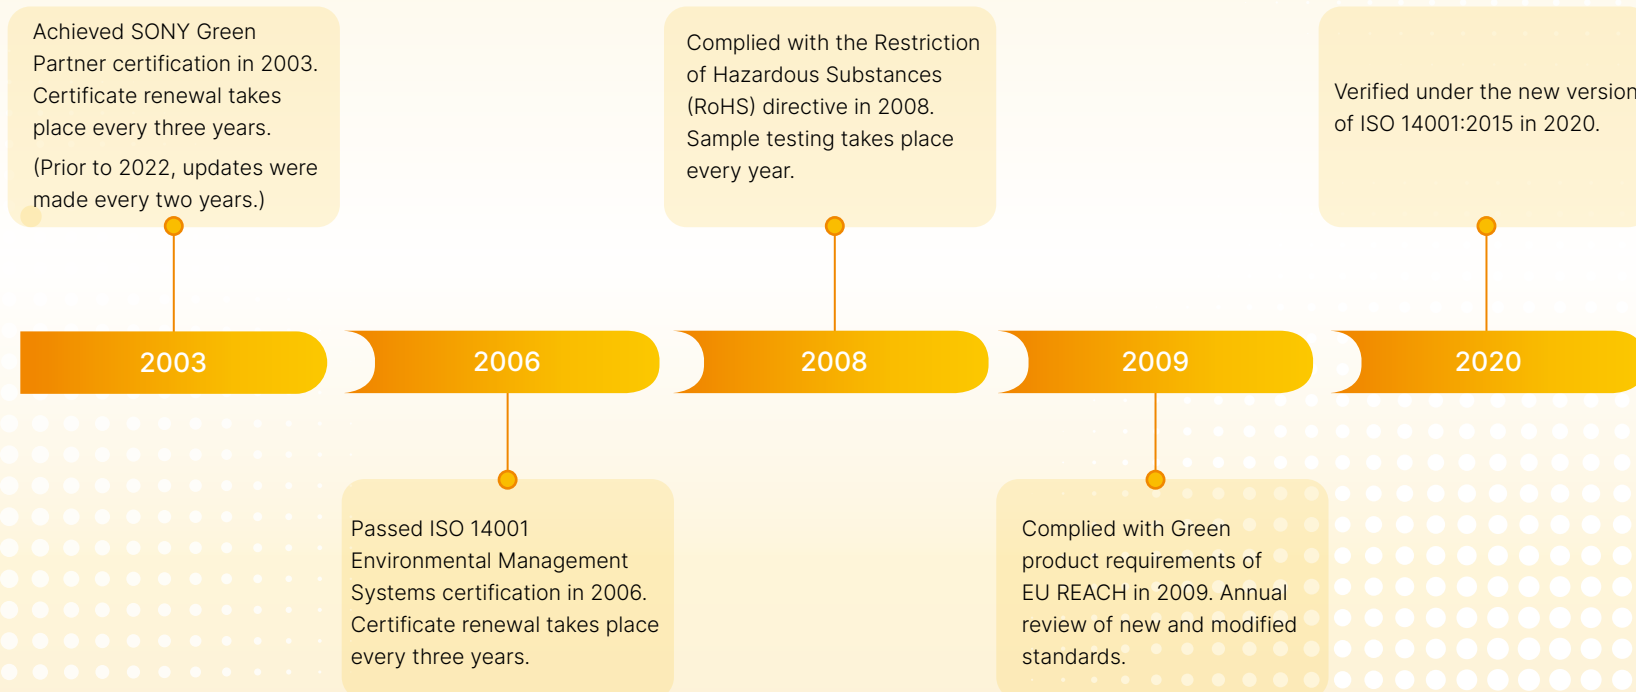 Achieved SONY Green
Partner certification in 2003.
Certificate renewal takes
place every three years.
(Prior to 2022, updates were
made every two years.)
Complied with the Restriction
of Hazardous Substances
(RoHS) directive in 2008.
Sample testing takes place
every year.
Verified under the new version
of ISO 14001:2015 in 2020.
2003
2006
2008
2009
2020
Passed ISO 14001
Environmental Management
Systems certification in 2006.
Certificate renewal takes place
every three years.
Complied with Green
product requirements of
EU REACH in 2009. Annual
review of new and modified
standards.